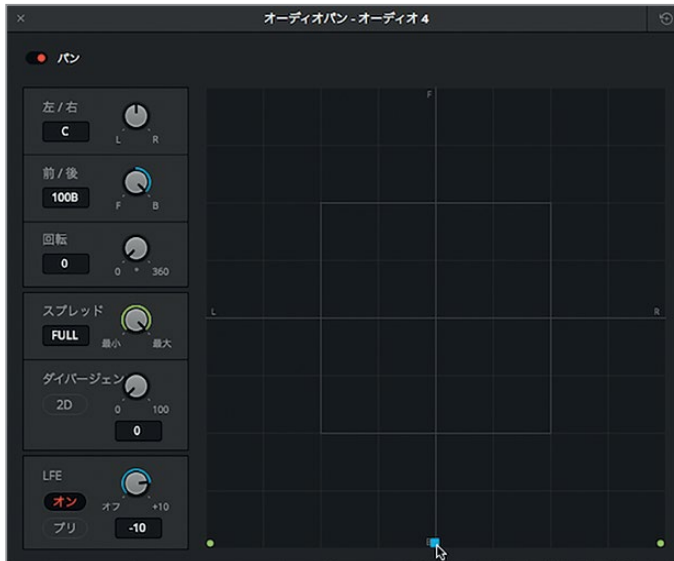 × オーディオパン - オーディオ 4
パン
左 / 右
C
L R
前 / 後
100B
F B
回転
0
0 ° 360
スプレッド
FULL
最小 最大
ダイバージェン
2D
0 100
0
LFE
オン
オフ +10
プリ
-10
F
L R